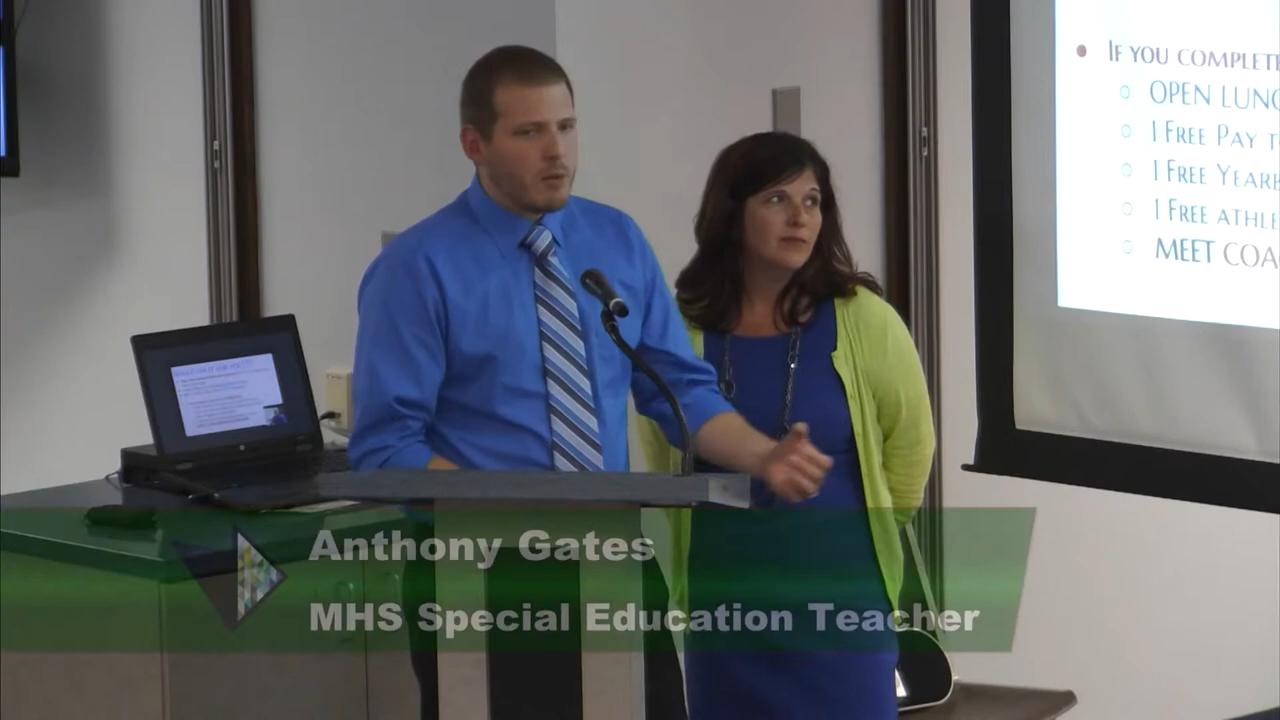 IF YOU COMPLETE
OPEN LUNC
1 FREE PAY T
1 FREE YEARB
1 FREE ATHLE
MEET COA
Anthony Gates
MHS Special Education Teacher